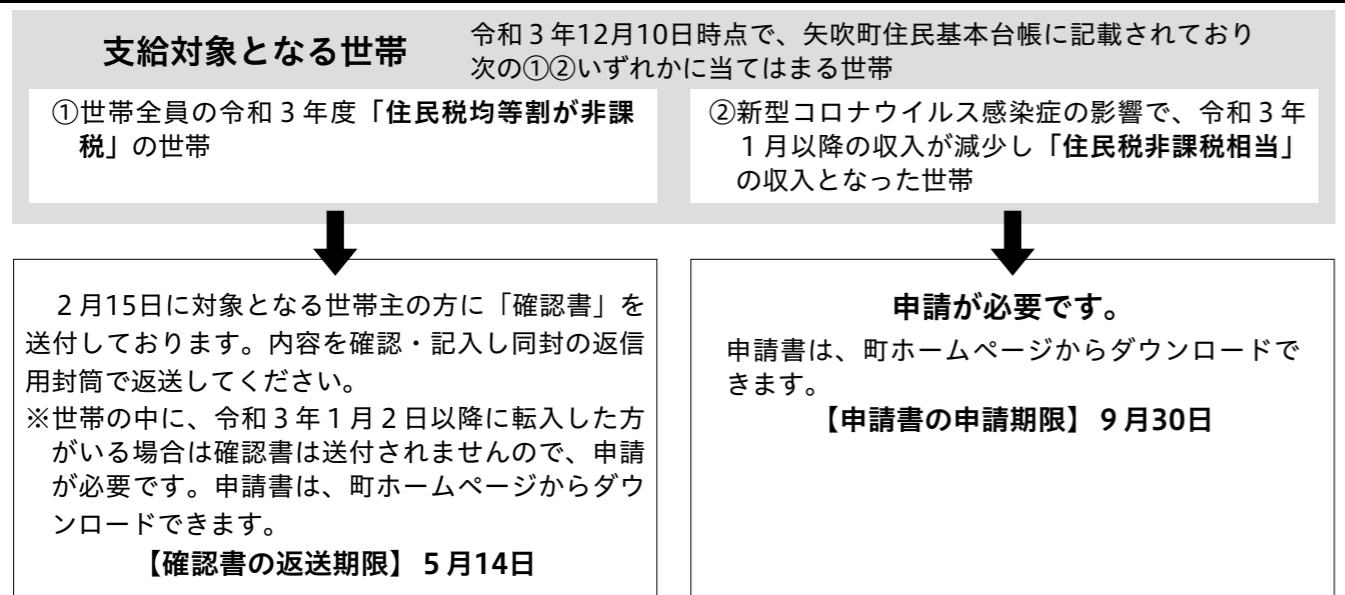 支給対象となる世帯
令和３年12月10日時点で、矢吹町住民基本台帳に記載されており
次の①②いずれかに当てはまる世帯
①世帯全員の令和３年度「住民税均等割が非課
税」の世帯
②新型コロナウイルス感染症の影響で、令和３年
１月以降の収入が減少し「住民税非課税相当」
の収入となった世帯
２月15日に対象となる世帯主の方に「確認書」を
送付しております。内容を確認・記入し同封の返信
用封筒で返送してください。
※世帯の中に、令和３年１月２日以降に転入した方
がいる場合は確認書は送付されませんので、申請
が必要です。申請書は、町ホームページからダウ
ンロードできます。
【確認書の返送期限】５月14日
申請が必要です。
申請書は、町ホームページからダウンロードで
きます。
【申請書の申請期限】９月30日